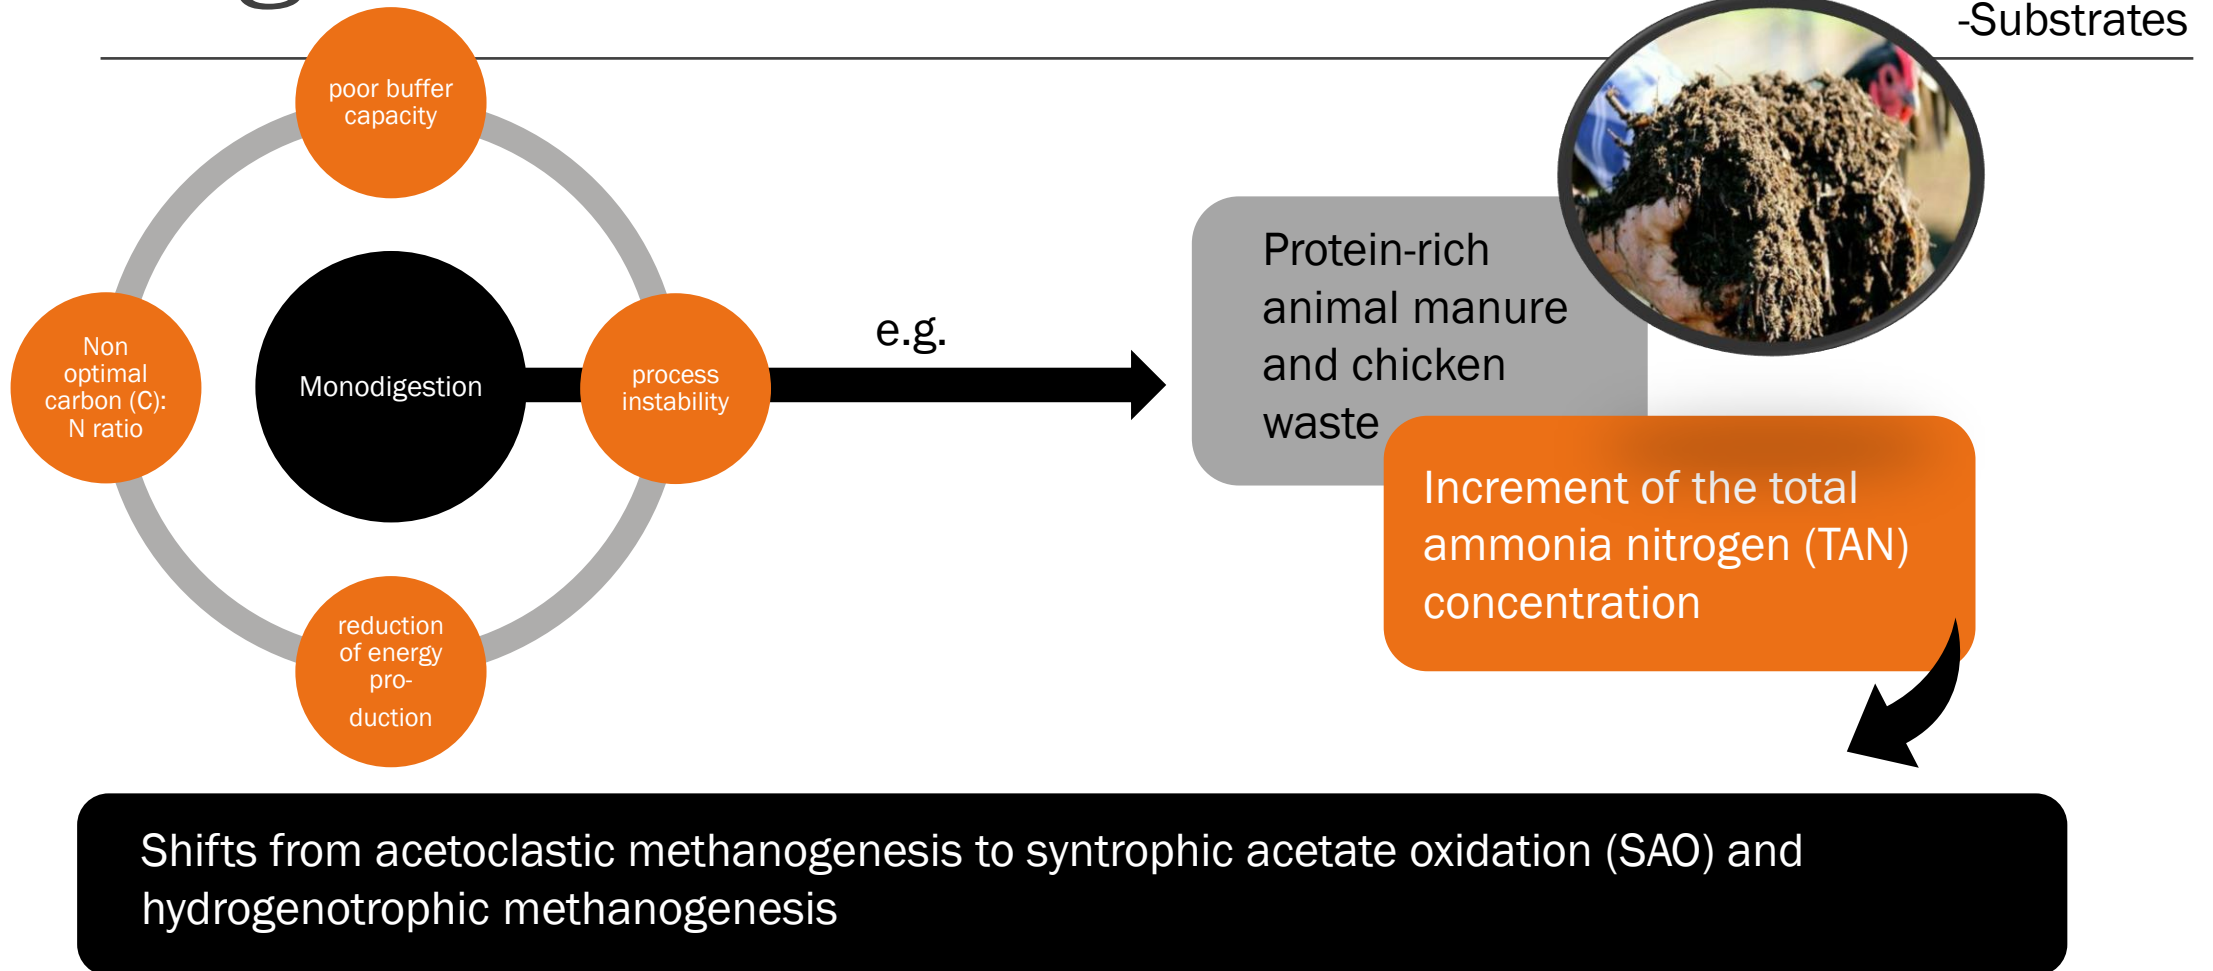 -Substrates
poor buffer
capacity
Non
optimal
carbon (C):
N ratio
Monodigestion
process
instability
reduction
of energy
pro-
duction
e.g.
Protein-rich
animal manure
and chicken
waste
Increment of the total
ammonia nitrogen (TAN)
concentration
Shifts from acetoclastic methanogenesis to syntrophic acetate oxidation (SAO) and
hydrogenotrophic methanogenesis